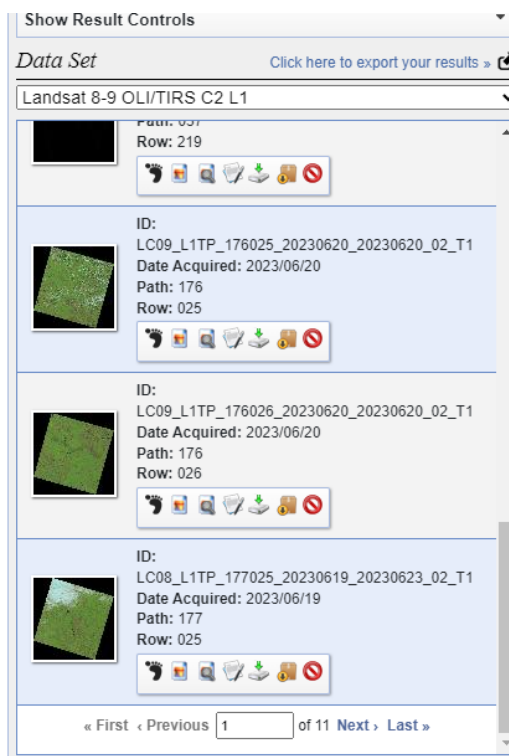 Show Result Controls
Data Set
Click here to export your results »
Landsat 8-9 OLI/TIRS C2 L1
Path: 037
Row: 219
ID:
LC09_L1TP_176025_20230620_20230620_02_T1
Date Acquired: 2023/06/20
Path: 176
Row: 025
ID:
LC09_L1TP_176026_20230620_20230620_02_T1
Date Acquired: 2023/06/20
Path: 176
Row: 026
ID:
LC08_L1TP_177025_20230619_20230623_02_T1
Date Acquired: 2023/06/19
Path: 177
Row: 025
« First ‹ Previous 1 of 11 Next › Last »